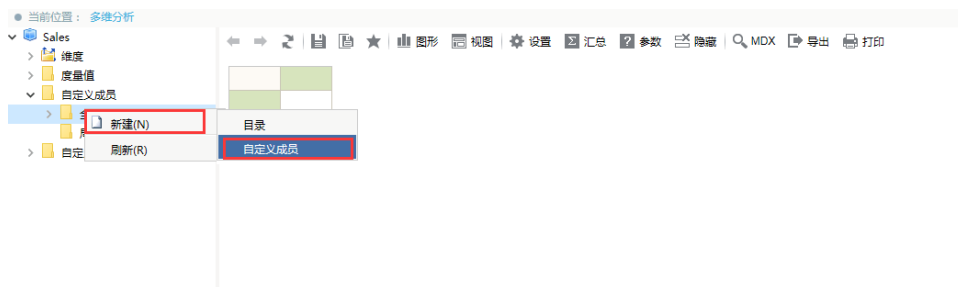 当前位置： 多维分析
Sales
图形 视图 设置 汇总 参数 隐藏 MDX 导出 打印
维度
度量值
自定义成员
新建(N)
目录
自定
刷新(R)
自定义成员